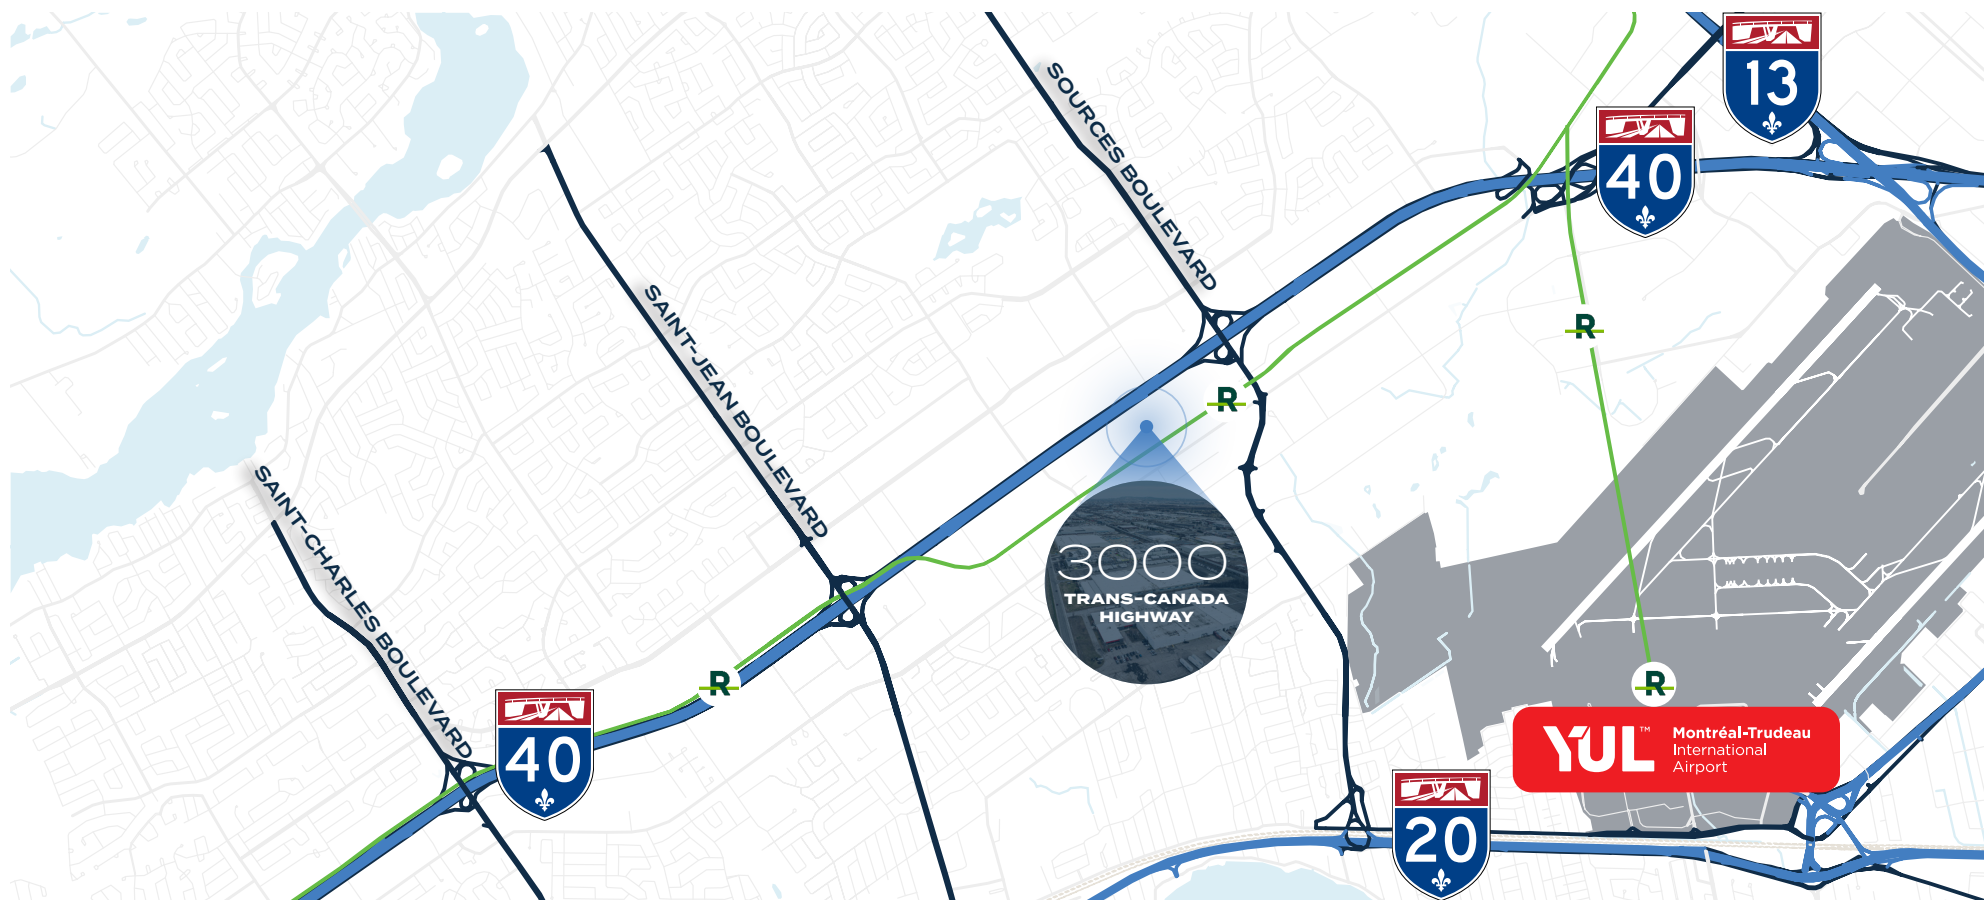 13
40
SOURCES BOULEVARD
SAINT-JEAN BOULEVARD
R
R
SAINT-CHARLES BOULEVARD
3000
TRANS-CANADA
HIGHWAY
R
R
40
YUL™
Montréal-Trudeau
International
Airport
20